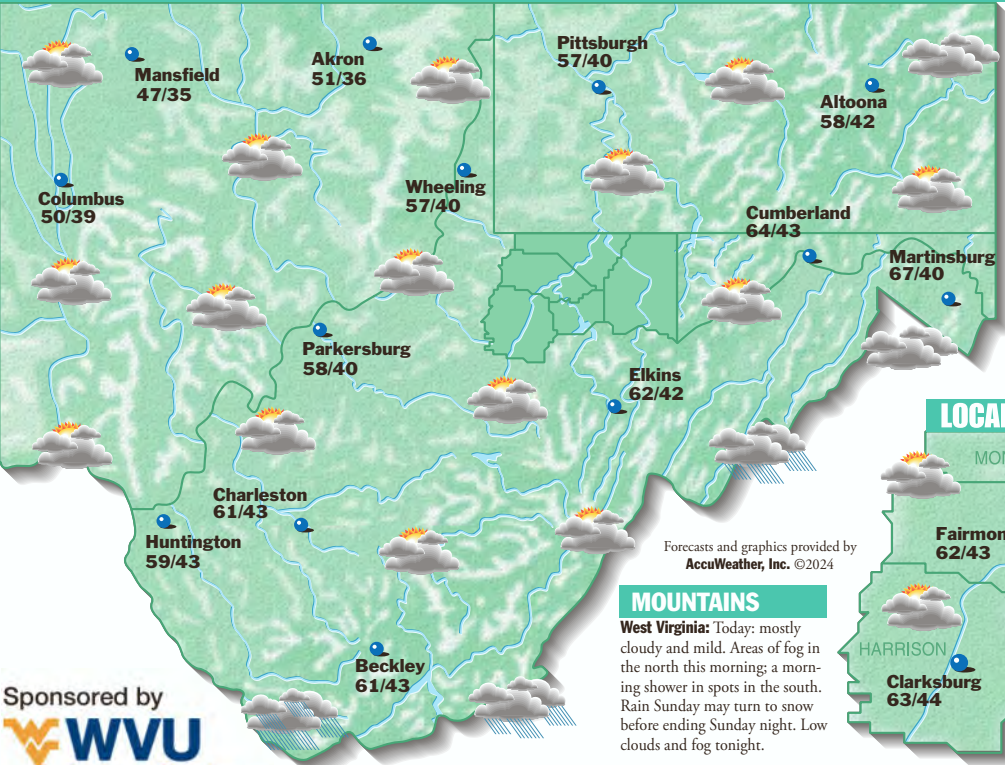 Mansfield
47/35
Akron
51/36
Pittsburgh
57/40
Altoona
58/42
Columbus
50/39
Wheeling
57/40
Cumberland
64/43
Martinsburg
67/40
Parkersburg
58/40
Elkins
62/42
Charleston
61/43
Huntington
59/43
Beckley
61/43
Forecasts and graphics provided by
AccuWeather, Inc. ©2024
MOUNTAINS
West Virginia: Today: mostly
cloudy and mild. Areas of fog in
the north this morning; a morn-
ing shower in spots in the south.
Rain Sunday may turn to snow
before ending Sunday night. Low
clouds and fog tonight.
LOCA
MO
Fairmon
62/43
HARRISON
Clarksburg
63/44
Sponsored by
WVU